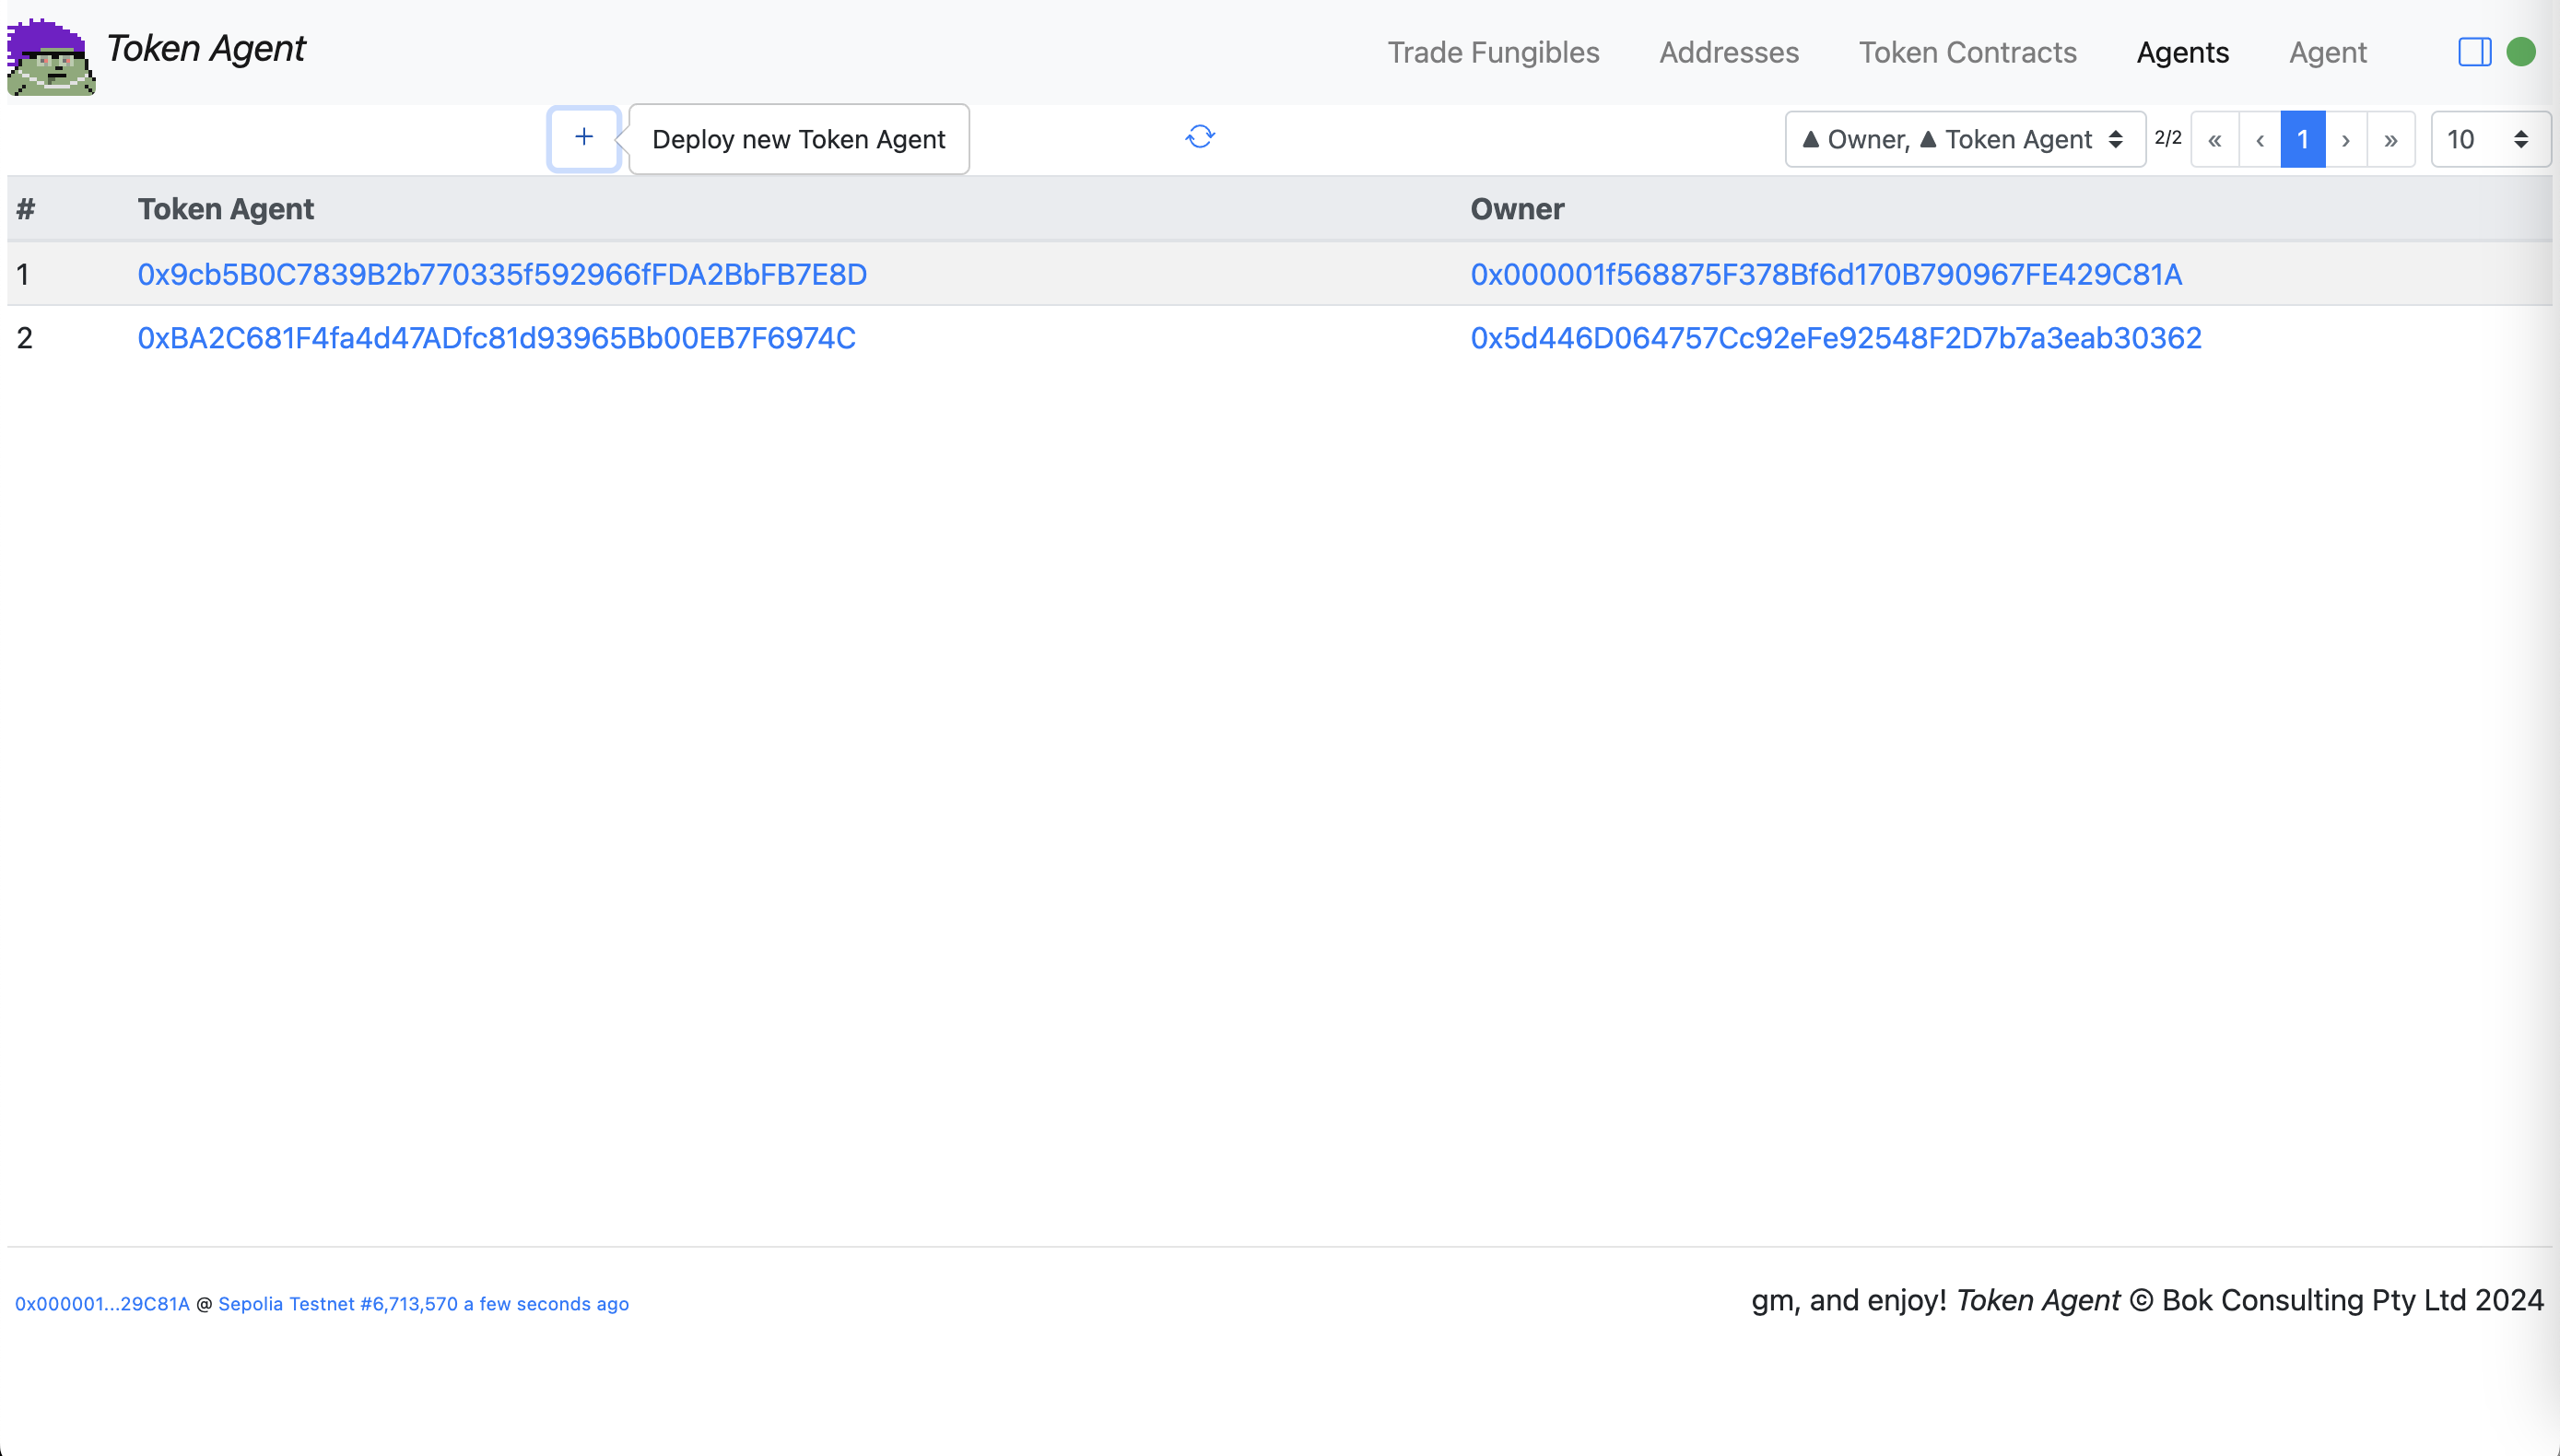 Token Agent
Trade Fungibles Addresses Token Contracts Agents Agent
+ Deploy new Token Agent ▲ Owner, ▲ Token Agent 2/2 « ‹ 1 › » 10
# Token Agent Owner
1 0x9cb5B0C7839B2b770335f592966fFDA2BbFB7E8D 0x000001f568875F378Bf6d170B790967FE429C81A
2 0xBA2C681F4fa4d47ADfc81d93965Bb00EB7F6974C 0x5d446D064757Cc92eFe92548F2D7b7a3eab30362
0x000001...29C81A @ Sepolia Testnet #6,713,570 a few seconds ago
gm, and enjoy! Token Agent © Bok Consulting Pty Ltd 2024